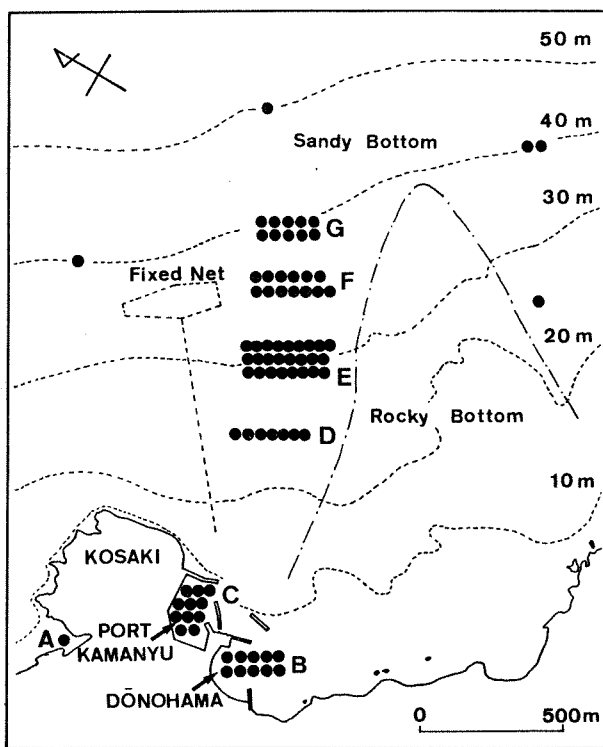 50 m
40 m
Sandy Bottom
30 m
G
Fixed Net
F
20 m
E
Rocky Bottom
D
10 m
KOSAKI
C
A
PORT
KAMANYU
B
DŌNOHAMA
0
500m